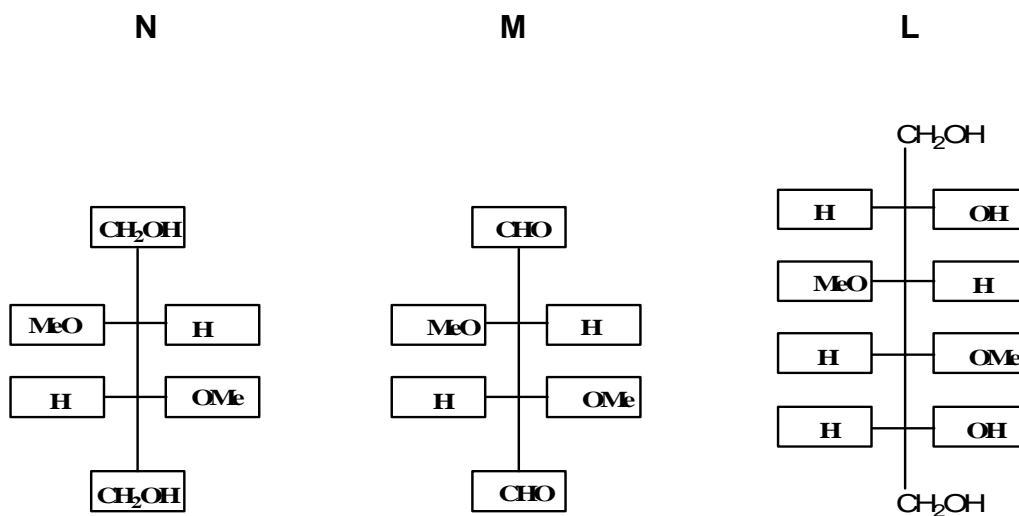 N M L
CH₂OH
H OH
CH₂OH CHO
MeO H
MeO H MeO H
H OMe
H OMe H OMe
H OH
CH₂OH CHO CH₂OH